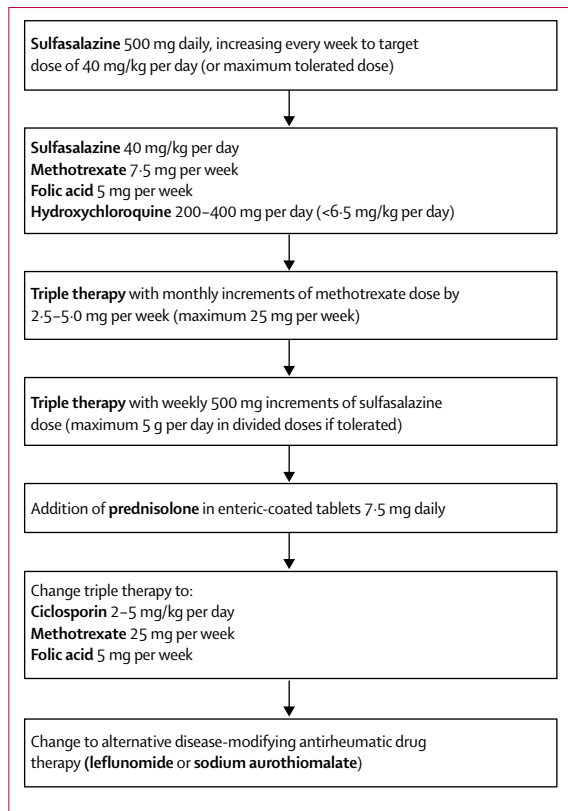 Sulfasalazine 500 mg daily, increasing every week to target
dose of 40 mg/kg per day (or maximum tolerated dose)
Sulfasalazine 40 mg/kg per day
Methotrexate 7·5 mg per week
Folic acid 5 mg per week
Hydroxychloroquine 200–400 mg per day (<6·5 mg/kg per day)
Triple therapy with monthly increments of methotrexate dose by
2·5–5·0 mg per week (maximum 25 mg per week)
Triple therapy with weekly 500 mg increments of sulfasalazine
dose (maximum 5 g per day in divided doses if tolerated)
Addition of prednisolone in enteric-coated tablets 7·5 mg daily
Change triple therapy to:
Ciclosporin 2–5 mg/kg per day
Methotrexate 25 mg per week
Folic acid 5 mg per week
Change to alternative disease-modifying antirheumatic drug
therapy (leflunomide or sodium aurothiomalate)